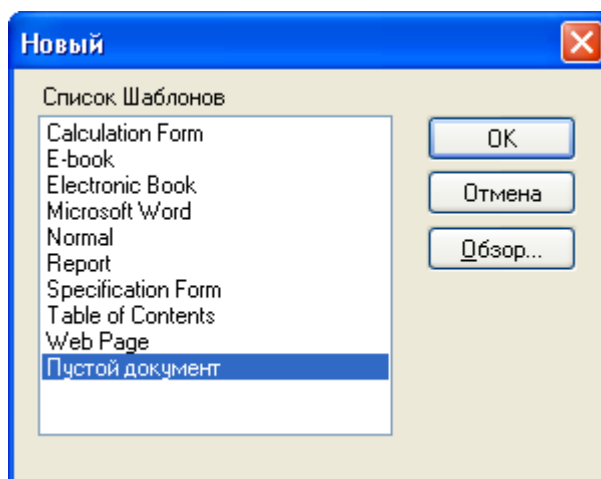 Новый
Список Шаблонов
Calculation Form
E-book
Electronic Book
Microsoft Word
Normal
Report
Specification Form
Table of Contents
Web Page
Пустой документ
OK
Отмена
Обзор...